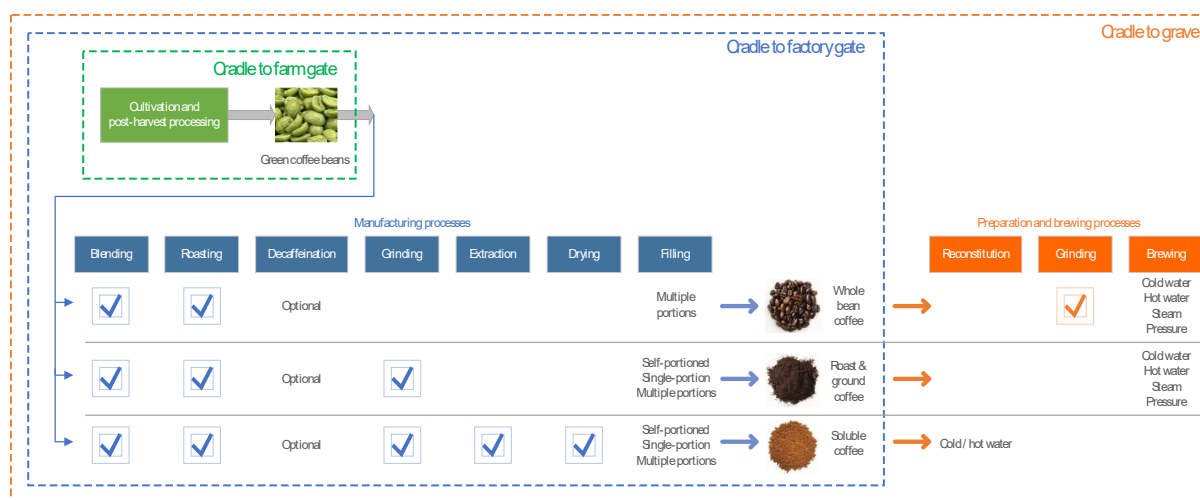 Cradle to grave
Cradle to factory gate
Cradle to farm gate
Cultivation and
post-harvest processing
Green coffee beans
Manufacturing processes
Preparation and brewing processes
Blending
Roasting
Decaffeination
Grinding
Extraction
Drying
Filling
Reconstitution
Grinding
Brewing
Optional
Multiple
portions
Whole
bean
coffee
Cold water
Hot water
Steam
Pressure
Optional
Self-portioned
Single-portion
Multiple portions
Roast &
ground
coffee
Cold water
Hot water
Steam
Pressure
Optional
Self-portioned
Single-portion
Multiple portions
Soluble
coffee
Cold / hot water